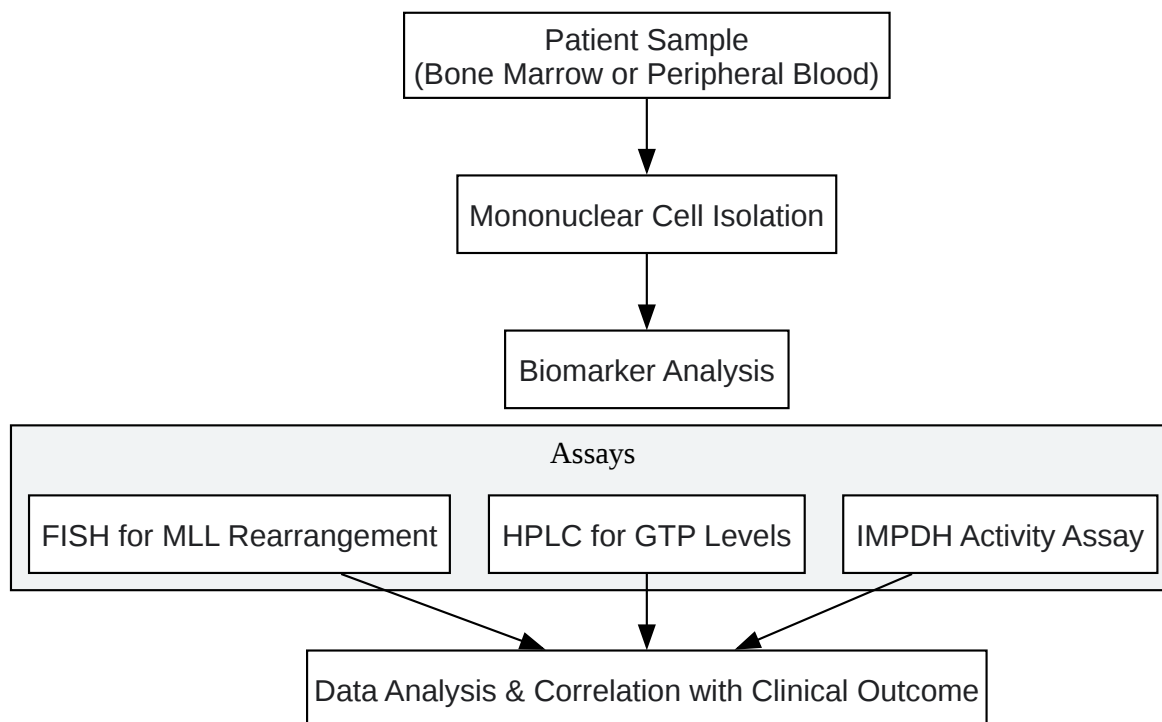 Patient Sample
(Bone Marrow or Peripheral Blood)
Mononuclear Cell Isolation
Biomarker Analysis
Assays
FISH for MLL Rearrangement
HPLC for GTP Levels
IMPDH Activity Assay
Data Analysis & Correlation with Clinical Outcome